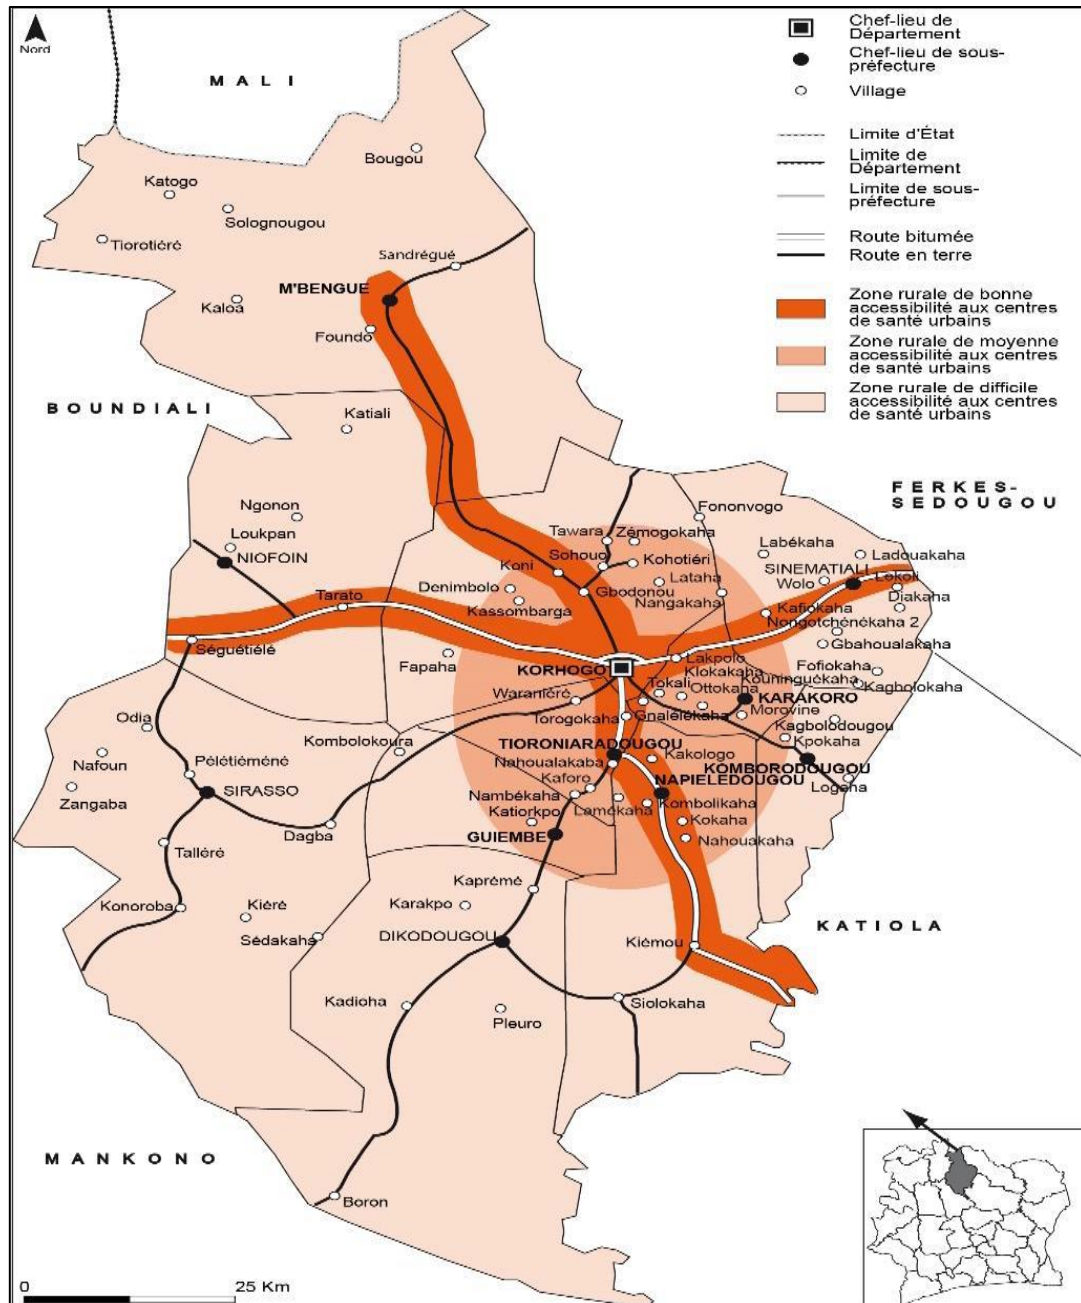 Nord
MALI
Chef-lieu de
Département
Chef-lieu de sous-
préfecture
Village
Limite d'État
Limite de
Département
Limite de sous-
préfecture
Route bitumée
Route en terre
Zone rurale de bonne
accessibilité aux centres
de santé urbains
Zone rurale de moyenne
accessibilité aux centres
de santé urbains
Zone rurale de difficile
accessibilité aux centres
de santé urbains
Bougou
Katogo
Solognougou
Tiorotiéré
Sandrégué
M'BENGUE
Kaloa
Foundo
BOUNDIALI
Katiali
FERKES-
SEDOUGOU
Ngonon
Fononvogo
Loukpan
NIOFOIN
Tawara
Zémogokaha
Labékaha
Ladouakaha
Sohouo
Kohotiéri
Koni
SINEMATIALI
Wolo
Lekoli
Denimbolo
Lataha
Gbodonou
Nangakaha
Diakaha
Tarato
Kassombarga
Kafiokaha
Nongotchénékaha 2
Séguétiélé
Fapaha
Gbahoualakaha
KORHOGO
Lakpolo
Klokakaha
Fofiokaha
Kouninguékaha
Kagbolokaha
Waraniéré
Tokali
Ottokaha
KARAKORO
Odia
Torogokaha
Gnalélékaha
Morovine
Kagbolodougou
Kombolokoura
TIORONIARADOUGOU
Kpokaha
Nafoun
Nahoualakaba
Kakologo
KOMBORODOUGOU
Pélétiéméné
Kaforo
NAPIELEDOUGOU
Logaha
Zangaba
SIRASSO
Nambékaha
Katiorkpo
Lamékaha
Kombolikaha
Dagba
GUIEMBE
Kokaha
Nahouakaha
Talléré
Kaprémé
Konoroba
Kiéré
Karakpo
KATIOLA
Sédakaha
DIKODOUGOU
Kiémou
Kadioha
Siolokaha
Pleuro
MANKONO
Boron
0 25 Km